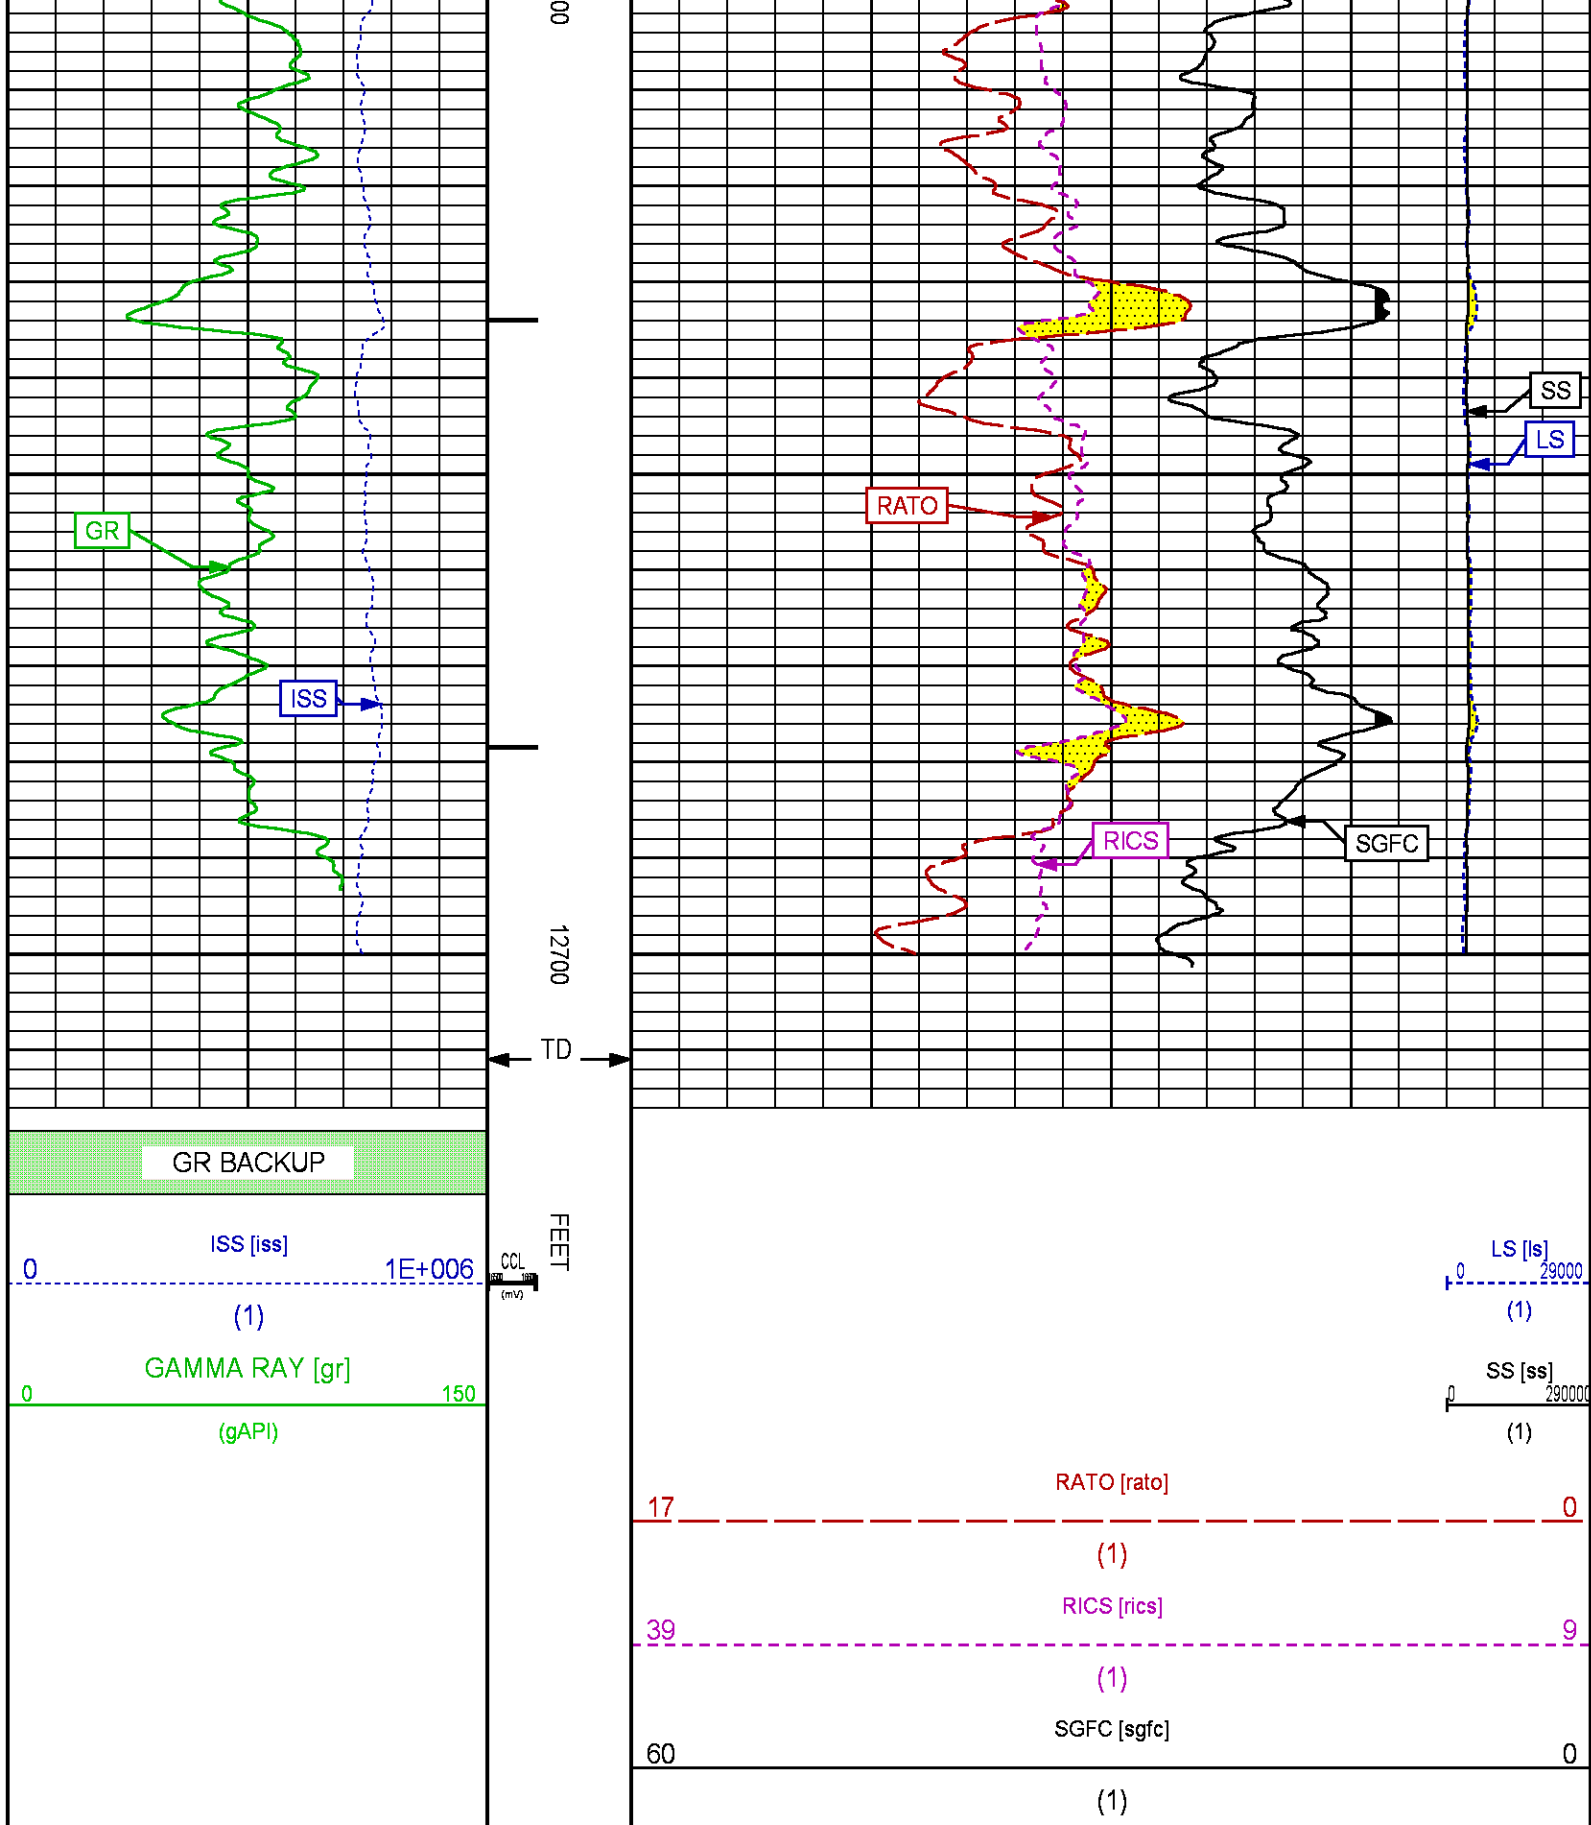 00
SS
LS
RATO
GR
ISS
RICS
SGFC
12700
TD
GR BACKUP
FEET
ISS [iss]
0 1E+006
(1)
CCL
(mV)
LS [ls]
0 29000
(1)
GAMMA RAY [gr]
0 150
(gAPI)
SS [ss]
0 290000
(1)
RATO [rato]
17 0
(1)
RICS [rics]
39 9
(1)
SGFC [sgfc]
60 0
(1)